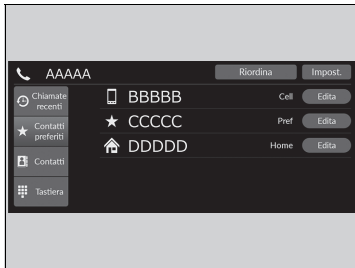 AAAAA Riordina Impost.
Chiamate
recenti
BBBBB Cell Edita
Contatti
preferiti
CCCCC Pref Edita
Contatti
DDDDD Home Edita
Tastiera